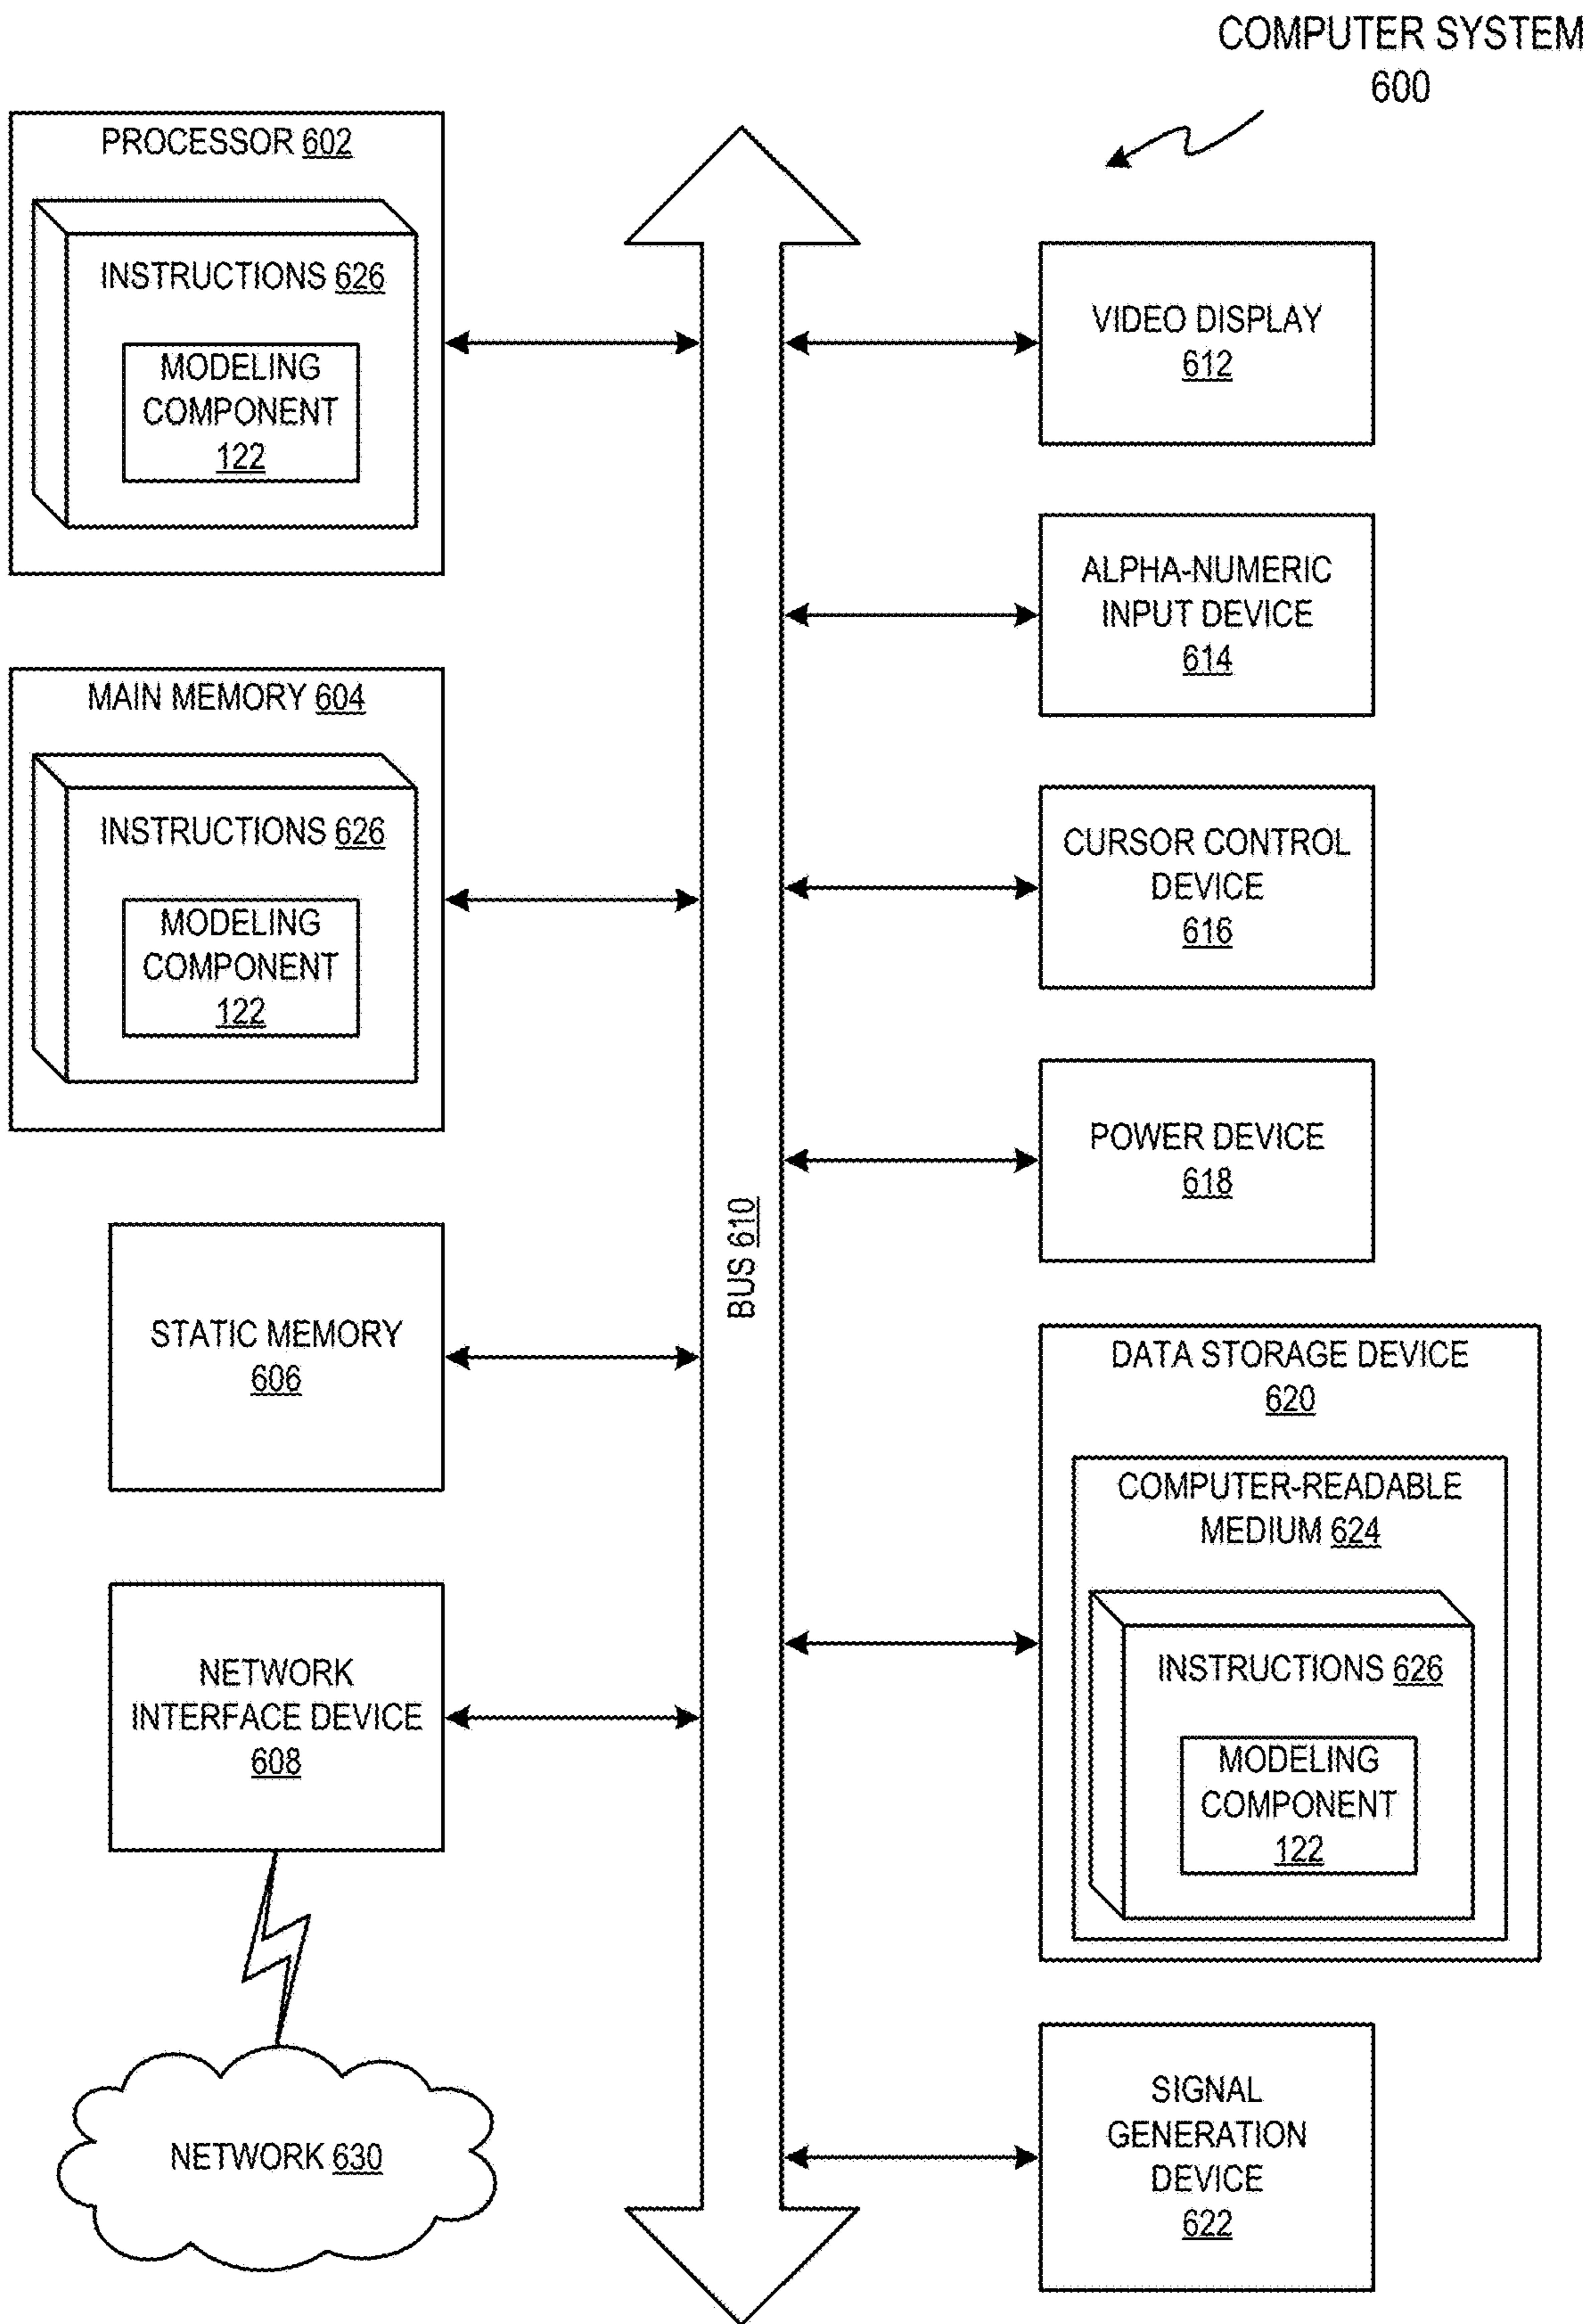 COMPUTER SYSTEM
600
PROCESSOR 602
INSTRUCTIONS 626
MODELING
COMPONENT
122
MAIN MEMORY 604
INSTRUCTIONS 626
MODELING
COMPONENT
122
STATIC MEMORY
606
NETWORK
INTERFACE DEVICE
608
NETWORK 630
BUS 610
VIDEO DISPLAY
612
ALPHA-NUMERIC
INPUT DEVICE
614
CURSOR CONTROL
DEVICE
616
POWER DEVICE
618
DATA STORAGE DEVICE
620
COMPUTER-READABLE
MEDIUM 624
INSTRUCTIONS 626
MODELING
COMPONENT
122
SIGNAL
GENERATION
DEVICE
622